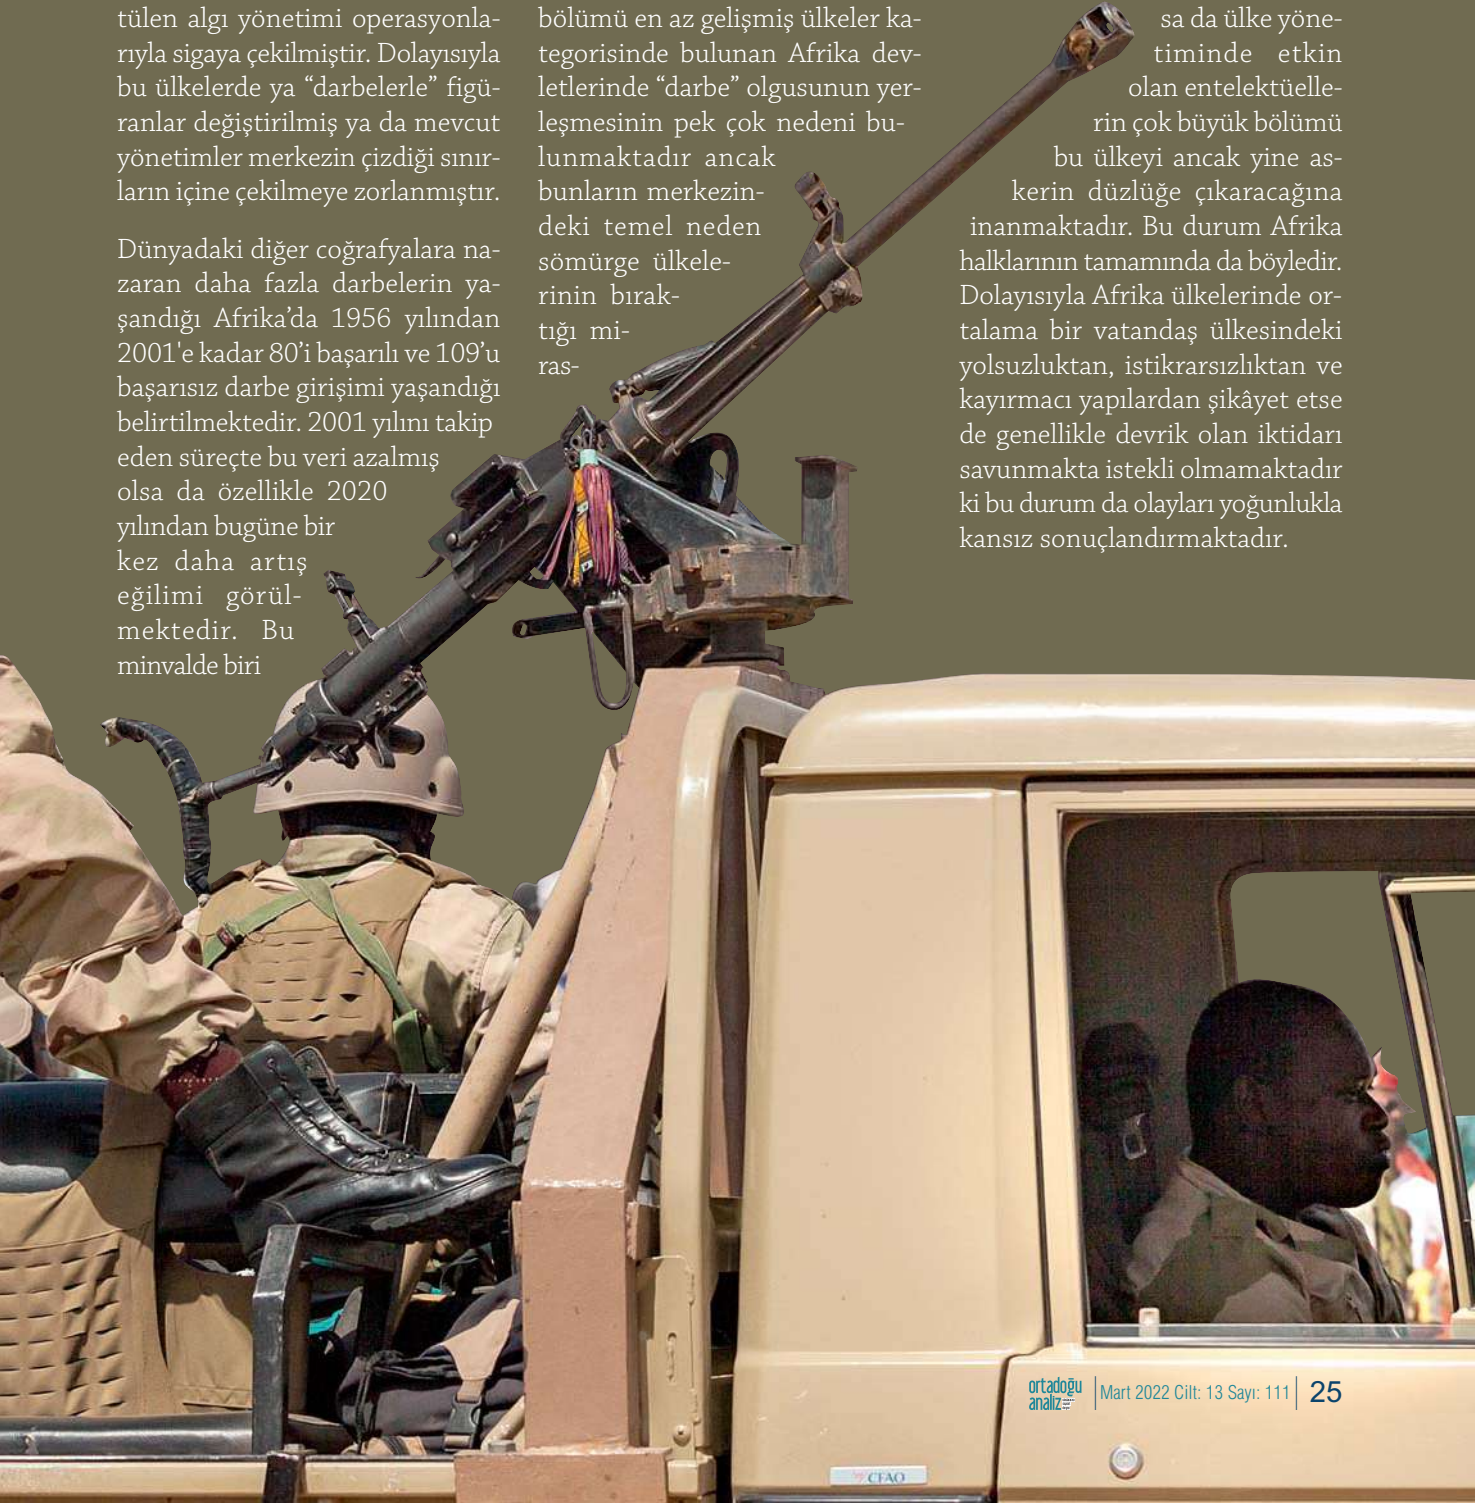 tülen algı yönetimi operasyonla-
rıyla sigaya çekilmiştir. Dolayısıyla
bu ülkelerde ya “darbelerle” figü-
ranlar değiştirilmiş ya da mevcut
yönetimler merkezin çizdiği sınır-
ların içine çekilmeye zorlanmıştır.
Dünyadaki diğer coğrafyalara na-
zaran daha fazla darbelerin ya-
şandığı Afrika’da 1956 yılından
2001'e kadar 80’i başarılı ve 109’u
başarısız darbe girişimi yaşandığı
belirtilmektedir. 2001 yılını takip
eden süreçte bu veri azalmış
olsa da özellikle 2020
yılından bugüne bir
kez daha artış
eğilimi görül-
mektedir. Bu
minvalde biri
bölümü en az gelişmiş ülkeler ka-
tegorisinde bulunan Afrika dev-
letlerinde “darbe” olgusunun yer-
leşmesinin pek çok nedeni bu-
lunmaktadır ancak
bunların merkezin-
deki temel neden
sömürge ülkele-
rinin bırak-
tığı mi-
ras-
sa da ülke yöne-
timinde etkin
olan entelektüelle-
rin çok büyük bölümü
bu ülkeyi ancak yine as-
kerin düzlüğe çıkaracağına
inanmaktadır. Bu durum Afrika
halklarının tamamında da böyledir.
Dolayısıyla Afrika ülkelerinde or-
talama bir vatandaş ülkesindeki
yolsuzluktan, istikrarsızlıktan ve
kayırmacı yapılardan şikâyet etse
de genellikle devrik olan iktidarı
savunmakta istekli olmamaktadır
ki bu durum da olayları yoğunlukla
kansız sonuçlandırmaktadır.
CFAO
ortadoğu
analiz
Mart 2022 Cilt: 13 Sayı: 111
25